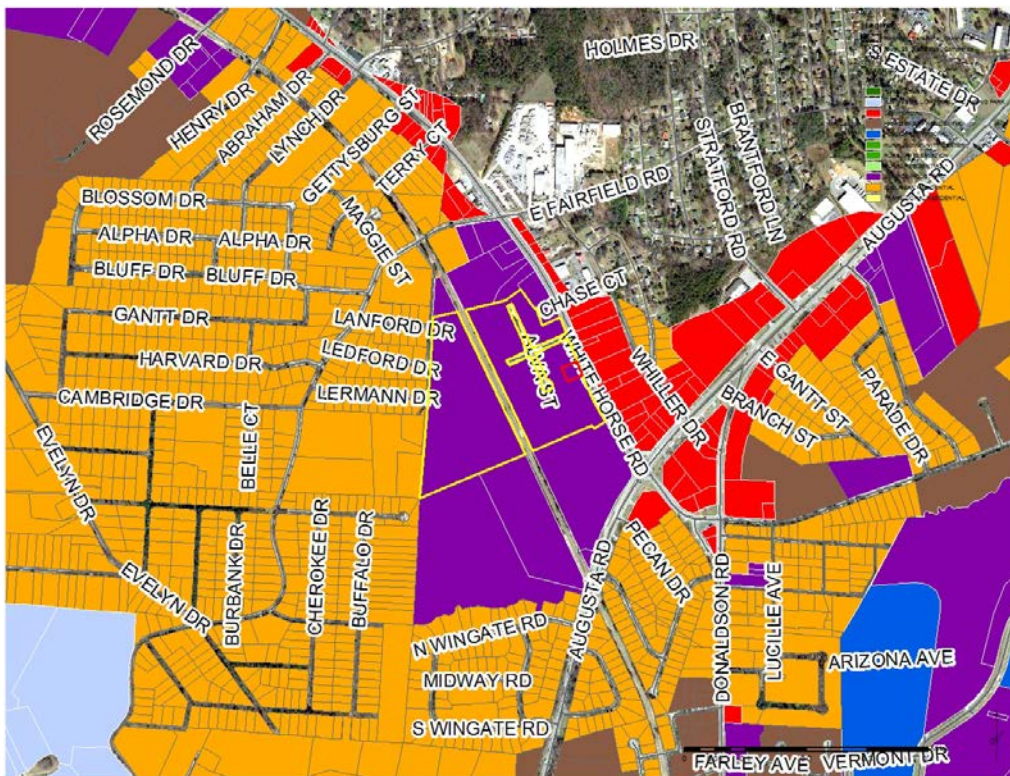 HOLMES DR
S ESTATE DR
ROSEMOND DR
HENRY DR
ABRAHAM DR
LYNCH DR
GETTYSBURG ST
TERRY CT
BRANTFORD LN
STRATFORD RD
E FAIRFIELD RD
AUGUSTA RD
BLOSSOM DR
MAGGIE ST
ALPHA DR
ALPHA DR
BLUFF DR
BLUFF DR
CHASE CT
GANTT DR
LANFORD DR
HARVARD DR
LEDFORD DR
WHITE HORSE RD
WHILLER DR
E GANTT ST
PARADE DR
CAMBRIDGE DR
LERMANN DR
BRANCH ST
BELLE CT
EVELYN DR
EVELYN DR
BURBANK DR
CHEROKEE DR
BUFFALO DR
PECAN DR
AUGUSTA RD
N WINGATE RD
MIDWAY RD
S WINGATE RD
DONALDSON RD
LUCILLE AVE
ARIZONA AVE
FARLEY AVE
VERMONT DR